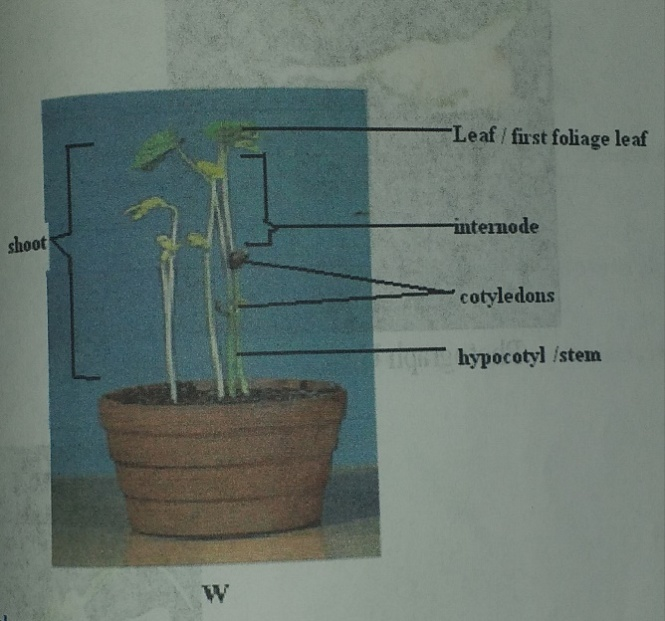 Leaf / first foliage leaf
internode
shoot
cotyledons
hypocotyl /stem
W